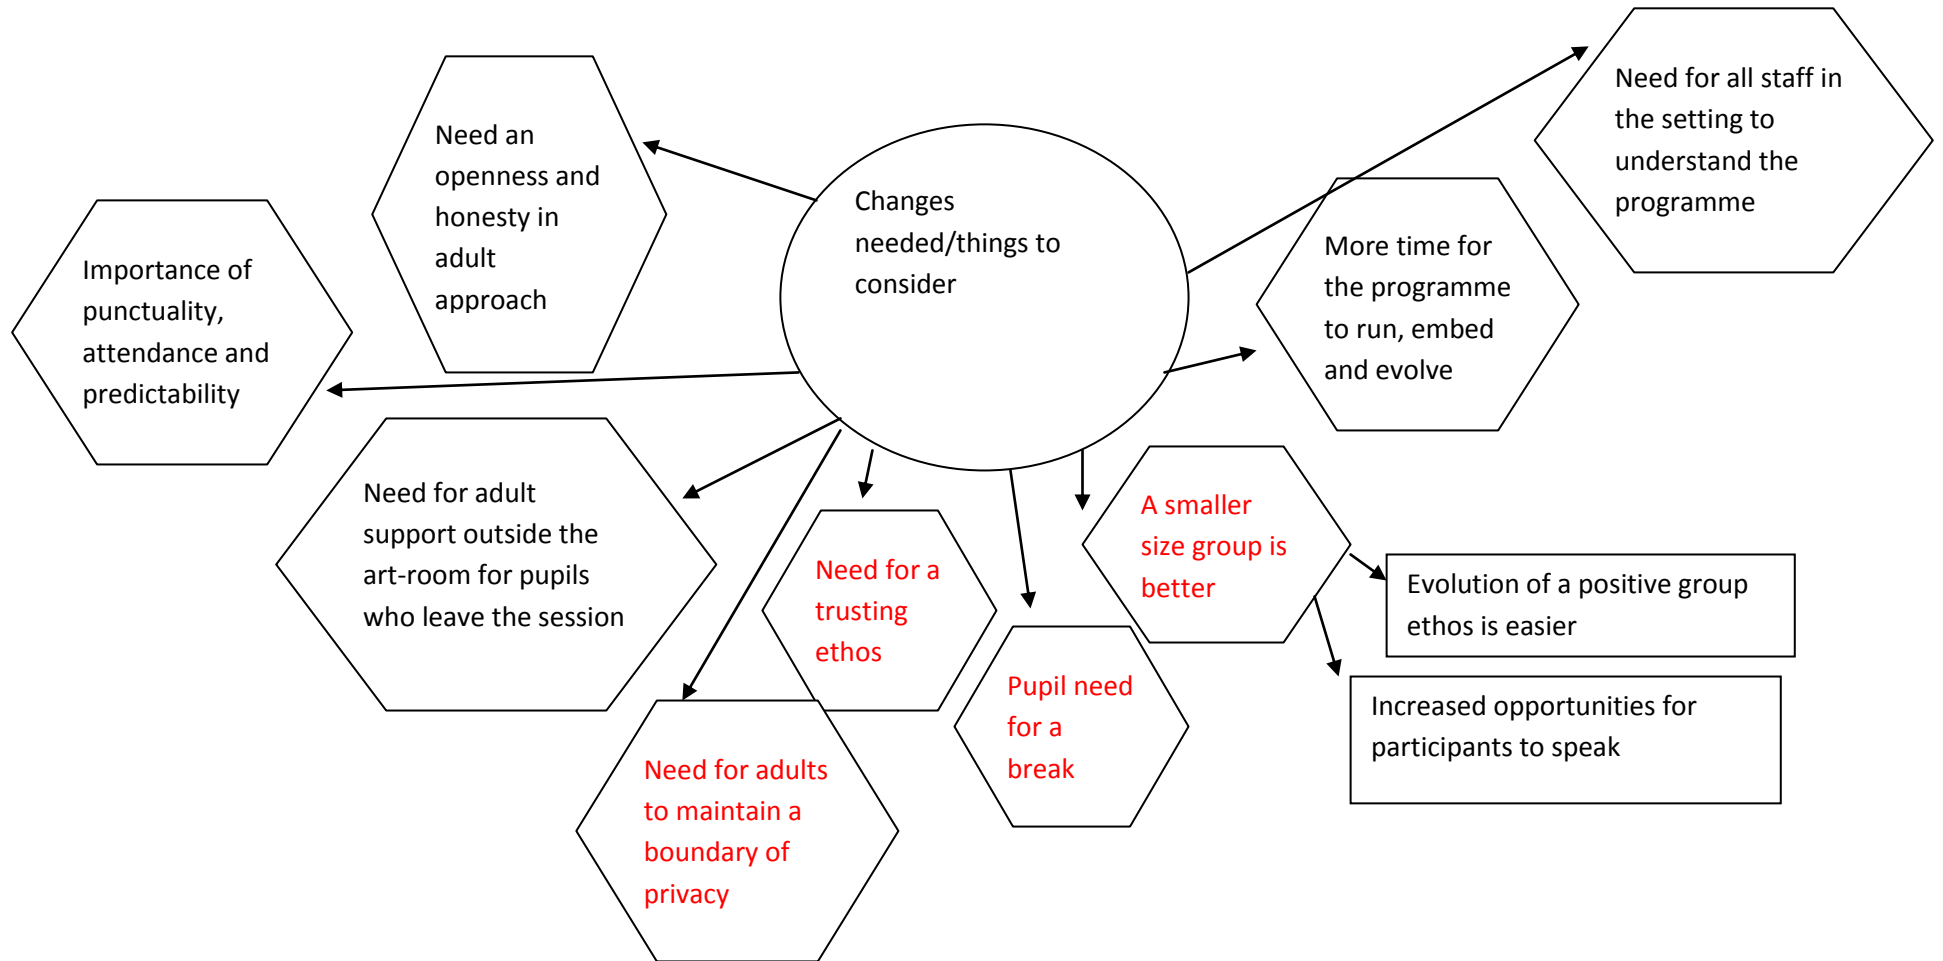 Changes
needed/things to
consider
Need an
openness and
honesty in
adult
approach
Importance of
punctuality,
attendance and
predictability
Need for adult
support outside the
art-room for pupils
who leave the session
Need for adults
to maintain a
boundary of
privacy
Need for a
trusting
ethos
Pupil need
for a
break
A smaller
size group is
better
Evolution of a positive group
ethos is easier
Increased opportunities for
participants to speak
More time for
the programme
to run, embed
and evolve
Need for all staff in
the setting to
understand the
programme